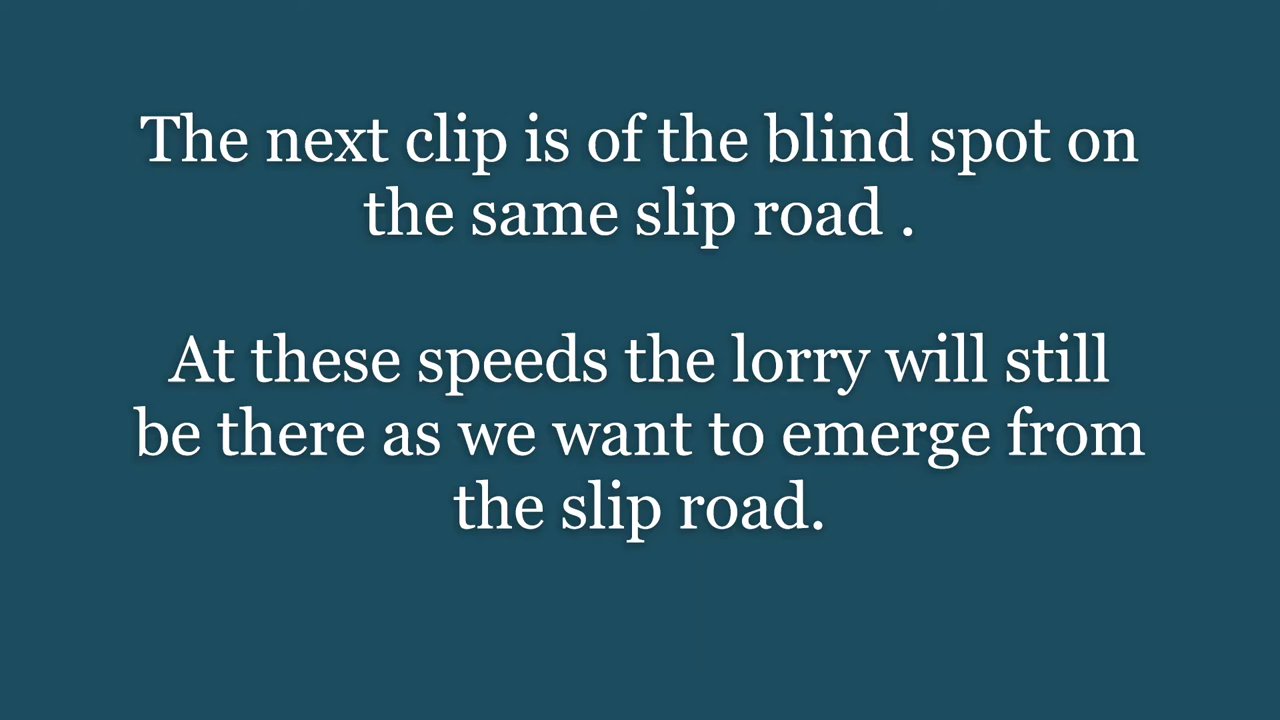 The next clip is of the blind spot on
the same slip road .
At these speeds the lorry will still
be there as we want to emerge from
the slip road.